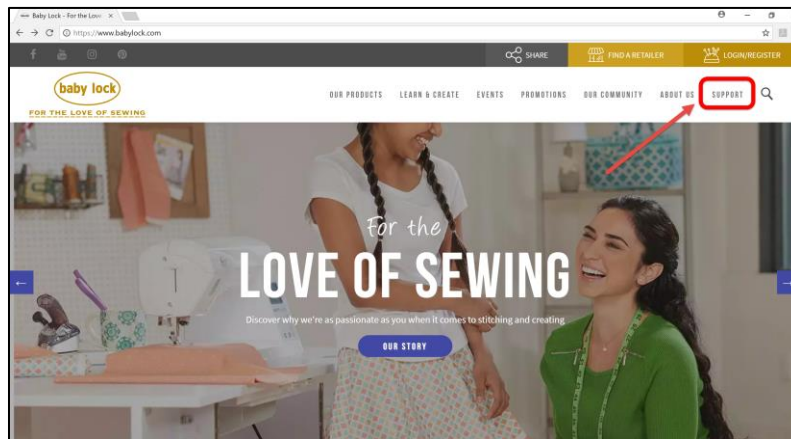 Baby Lock - For the Love
https://www.babylock.com
SHARE
FIND A RETAILER
LOGIN/REGISTER
baby lock
FOR THE LOVE OF SEWING
OUR PRODUCTS
LEARN & CREATE
EVENTS
PROMOTIONS
OUR COMMUNITY
ABOUT US
SUPPORT
For the
LOVE OF SEWING
Discover why we're as passionate as you when it comes to stitching and creating
OUR STORY